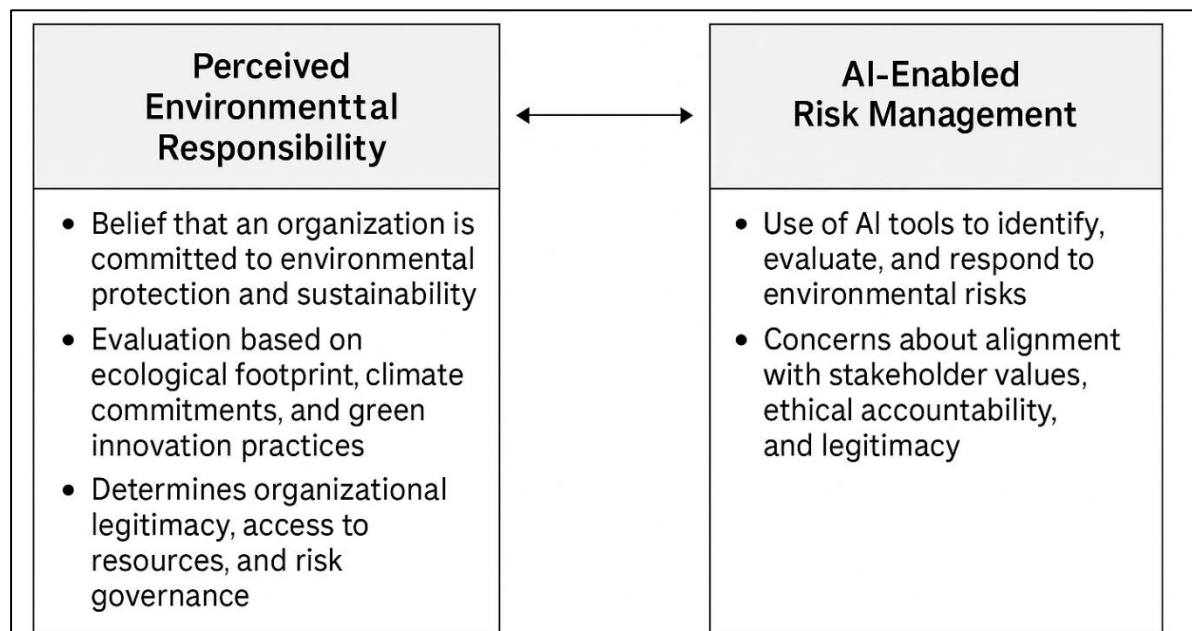 Perceived
Environmenttal
Responsibility
• Belief that an organization is
committed to environmental
protection and sustainability
• Evaluation based on
ecological footprint, climate
commitments, and green
innovation practices
• Determines organizational
legitimacy, access to
resources, and risk
governance
AI-Enabled
Risk Management
• Use of AI tools to identify,
evaluate, and respond to
environmental risks
• Concerns about alignment
with stakeholder values,
ethical accountability,
and legitimacy